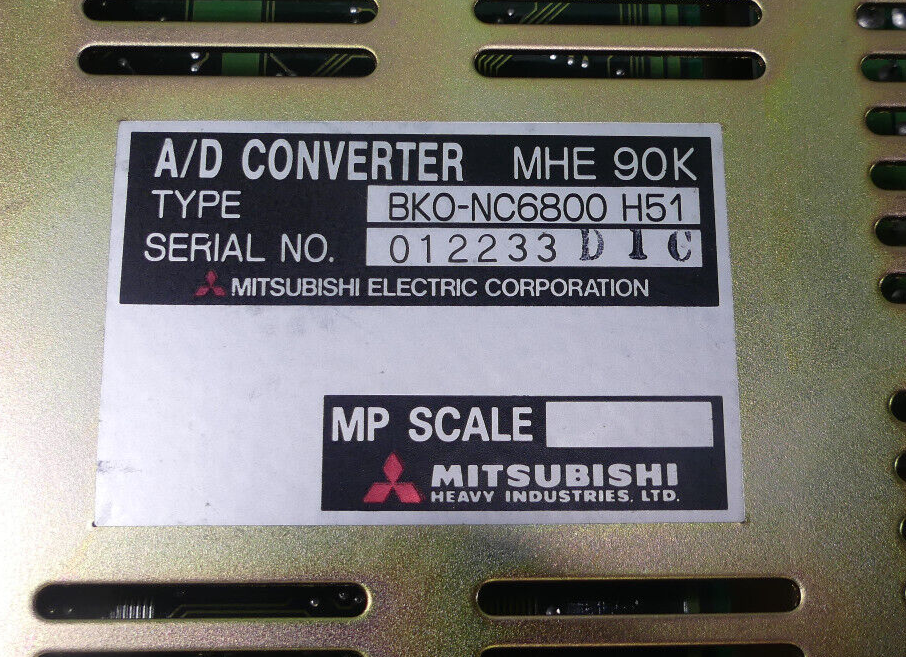 A/D CONVERTER MHE 90K
TYPE BKO-NC6800 H51
SERIAL NO. 012233 D 1 C
MITSUBISHI ELECTRIC CORPORATION
MP SCALE
MITSUBISHI
HEAVY INDUSTRIES, LTD.